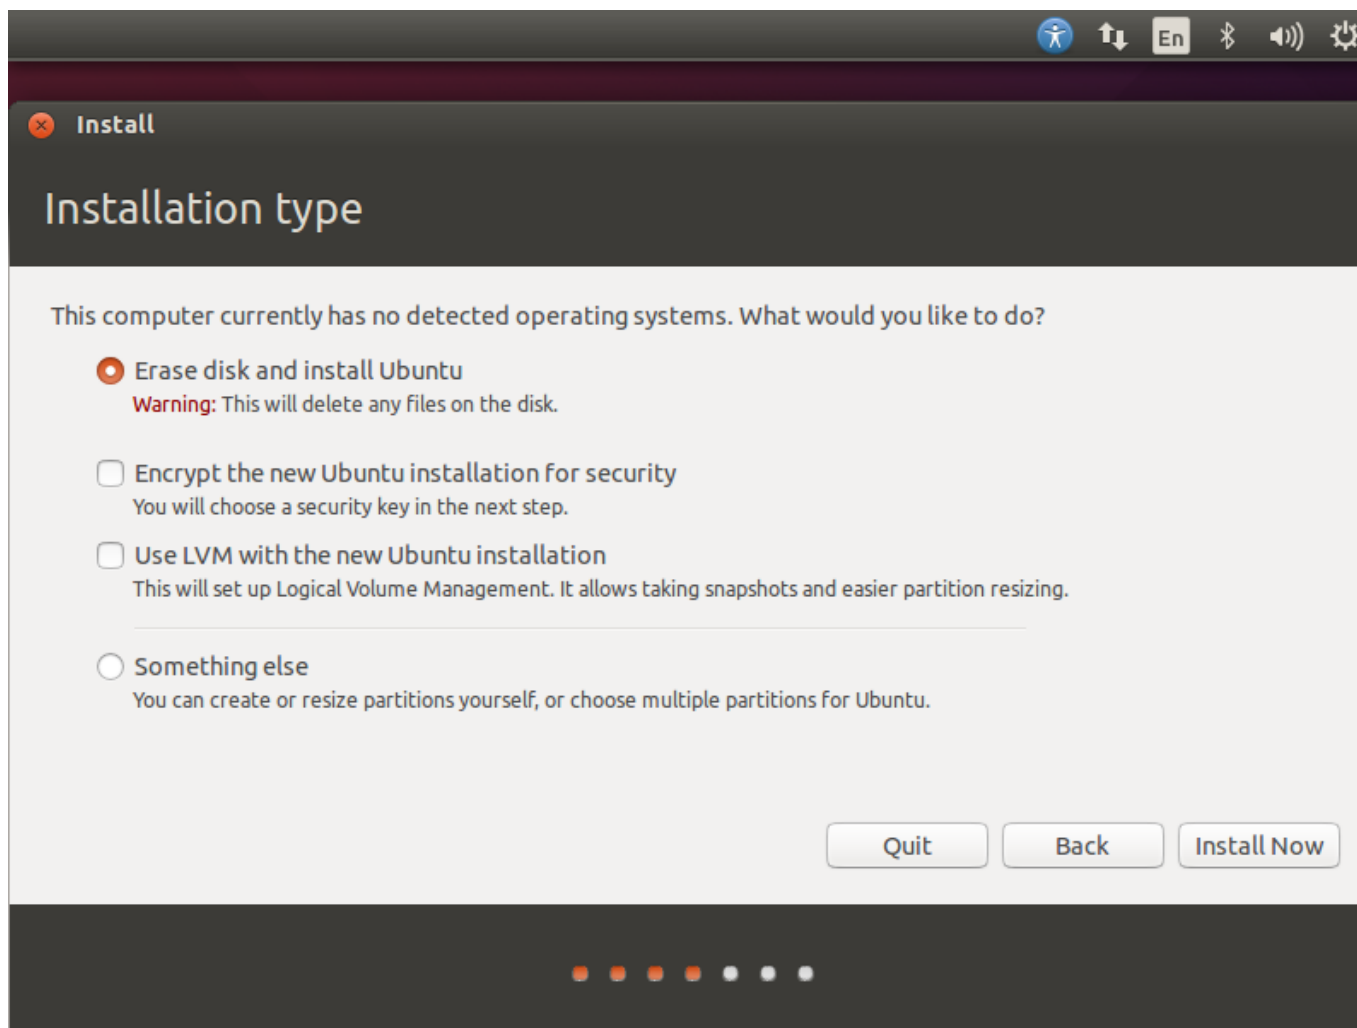 En
Install
Installation type
This computer currently has no detected operating systems. What would you like to do?
Erase disk and install Ubuntu
Warning: This will delete any files on the disk.
Encrypt the new Ubuntu installation for security
You will choose a security key in the next step.
Use LVM with the new Ubuntu installation
This will set up Logical Volume Management. It allows taking snapshots and easier partition resizing.
Something else
You can create or resize partitions yourself, or choose multiple partitions for Ubuntu.
Quit Back Install Now